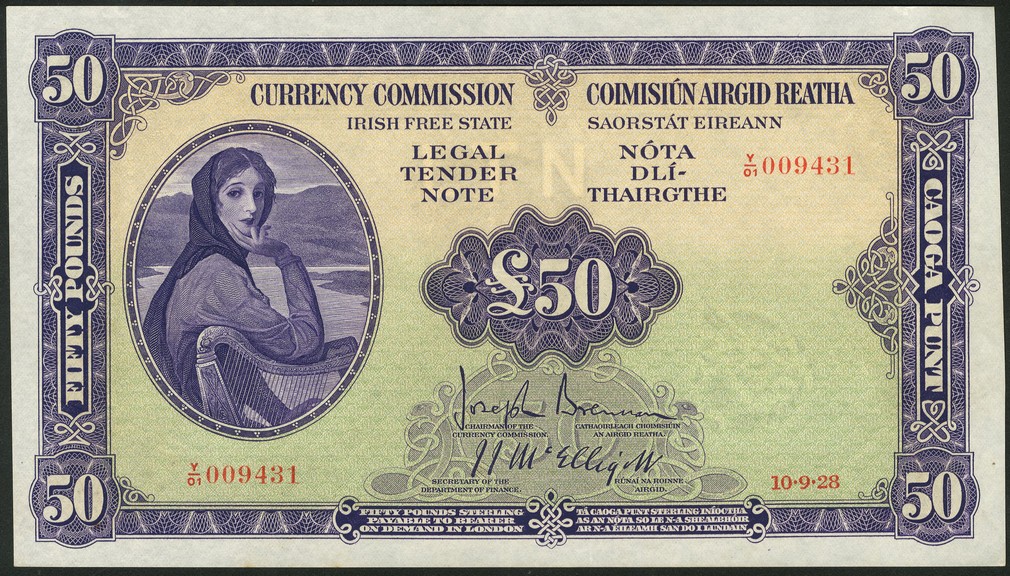 50
50
CURRENCY COMMISSION
COIMISIÚN AIRGID REATHA
IRISH FREE STATE
SAORSTÁT EIREANN
LEGAL
TENDER
NOTE
NÓTA
DLÍ-
THAIRGTHE
Y/01 009431
FIFTY POUNDS
CAOGA PUNT
£50
Joseph Brennan
CHAIRMAN OF THE
CURRENCY COMMISSION.
CATHAOIRLEACH CHOIMISIÚN
AN AIRGID REATHA.
JJ McElligott
SECRETARY OF THE
DEPARTMENT OF FINANCE.
RÚNAÍ NA ROINNE
AIRGID.
Y/01 009431
10·9·28
50
50
FIFTY POUNDS STERLING
PAYABLE TO BEARER
ON DEMAND IN LONDON
TÁ CAOGA PUNT STERLING INÍOCTHA
AS AN NÓTA SO LE N-A SHEALBHÓIR
AR N-A ÉILEAMH SAN DO I LUNDAIN